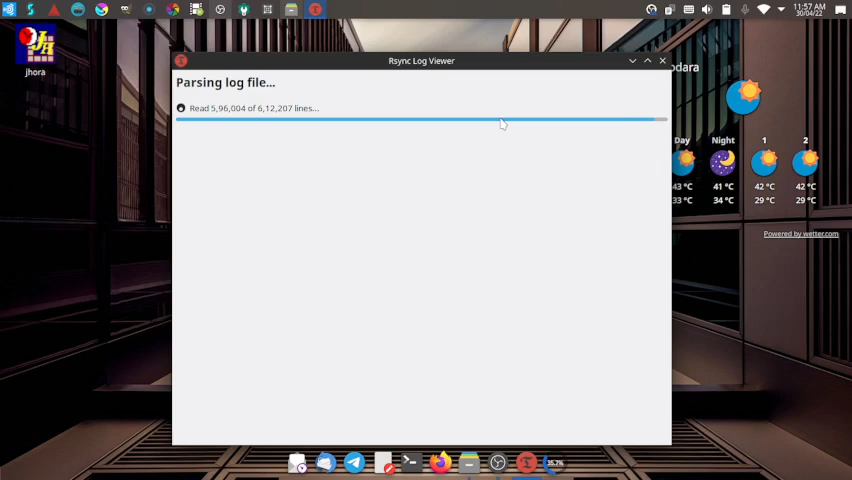 11:57 AM
30/04/22
jhora
Rsync Log Viewer
Parsing log file...
Read 5,96,004 of 6,12,207 lines...
odara
Day Night 1 2
43 °C 41 °C 42 °C 42 °C
33 °C 34 °C 29 °C 29 °C
Powered by wetter.com
35.7%